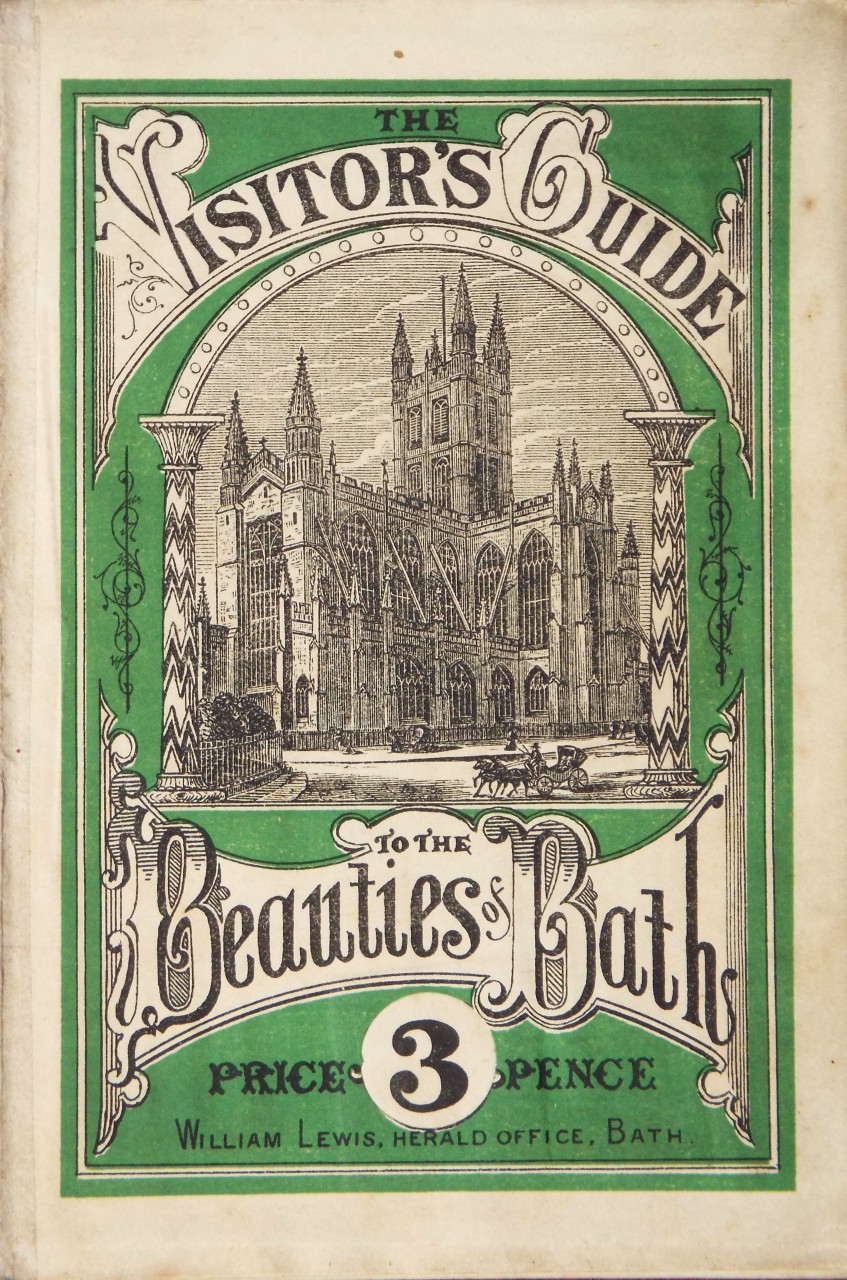 THE
VISITOR'S GUIDE
TO THE
Beauties of Bath
PRICE 3 PENCE
WILLIAM LEWIS, HERALD OFFICE, BATH.